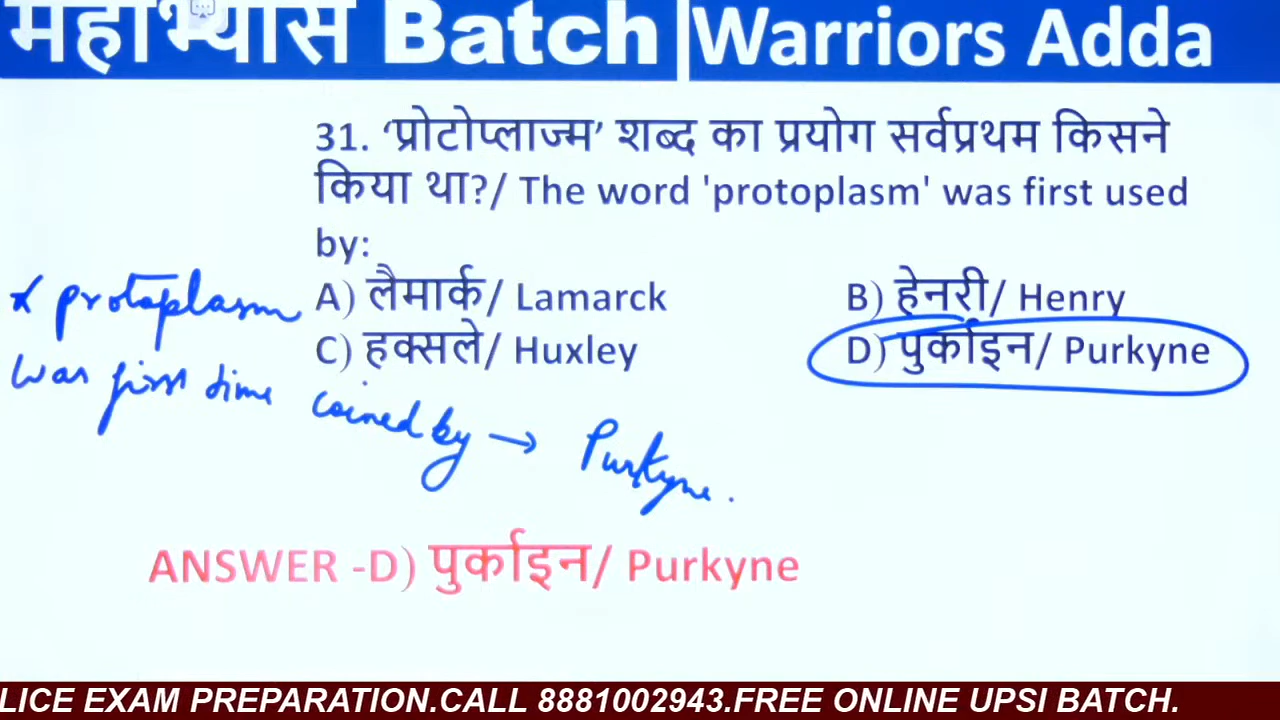 महाभ्यास Batch Warriors Adda
31. ‘प्रोटोप्लाज्म’ शब्द का प्रयोग सर्वप्रथम किसने
किया था?/ The word 'protoplasm' was first used
by:
A) लैमार्क/ Lamarck B) हेनरी/ Henry
C) हक्सले/ Huxley D) पुर्काइन/ Purkyne
* protoplasm
was first time coined by → Purkyne.
ANSWER -D) पुर्काइन/ Purkyne
LICE EXAM PREPARATION.CALL 8881002943.FREE ONLINE UPSI BATCH.